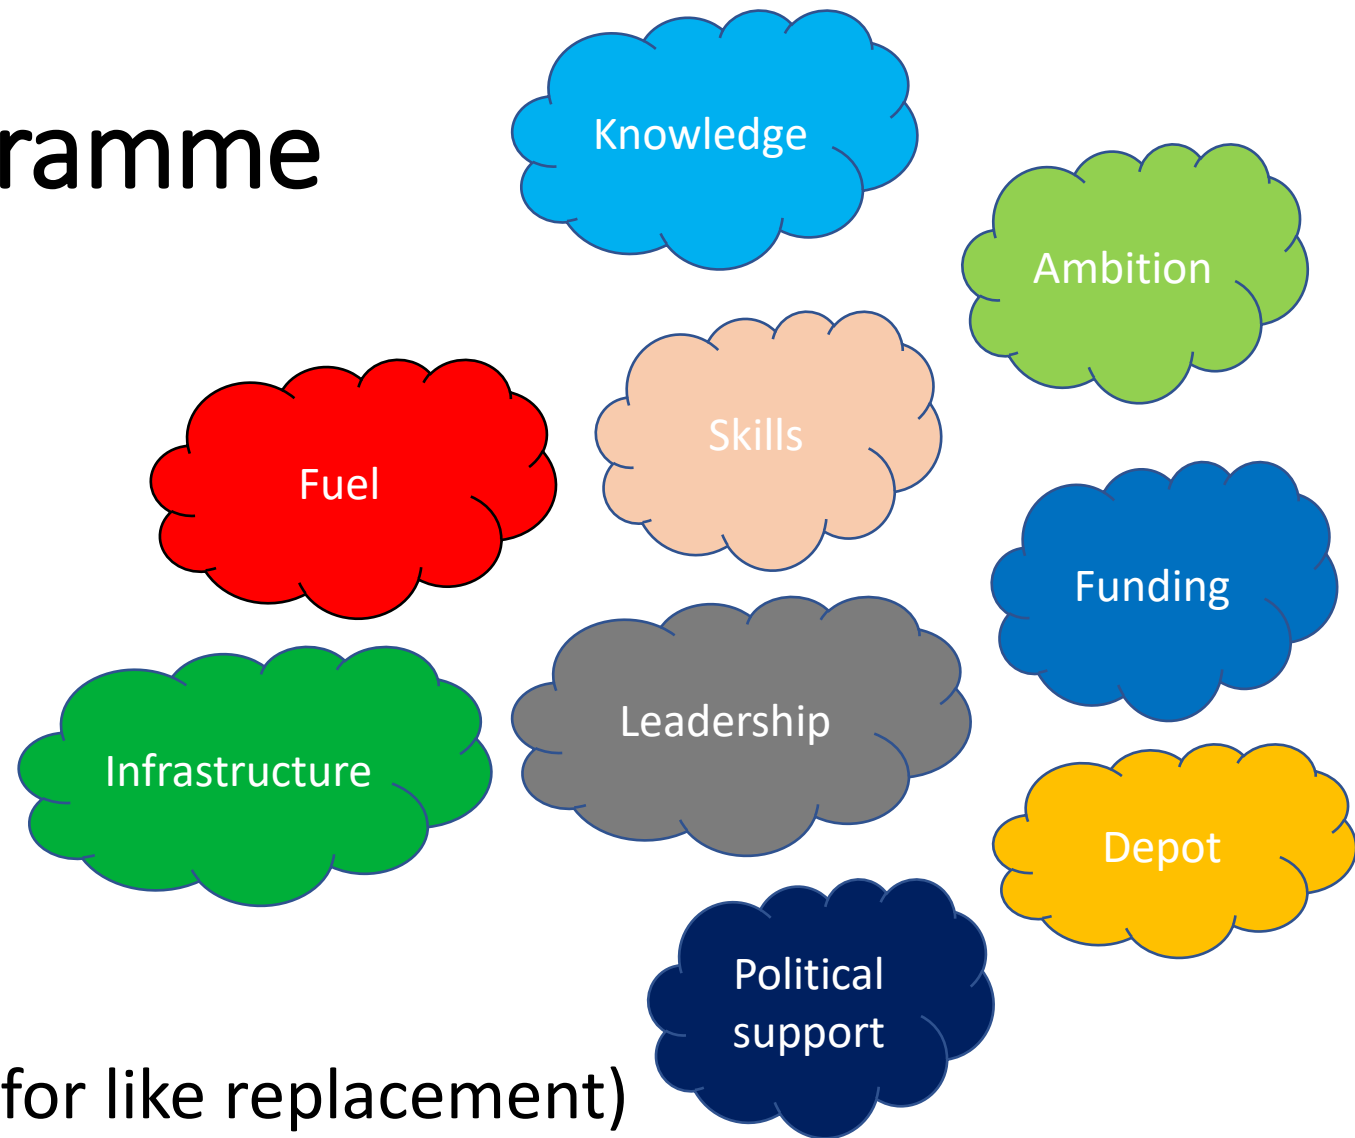 ramme
Knowledge
Ambition
Skills
Fuel
Funding
Leadership
Infrastructure
Depot
Political
support
for like replacement)